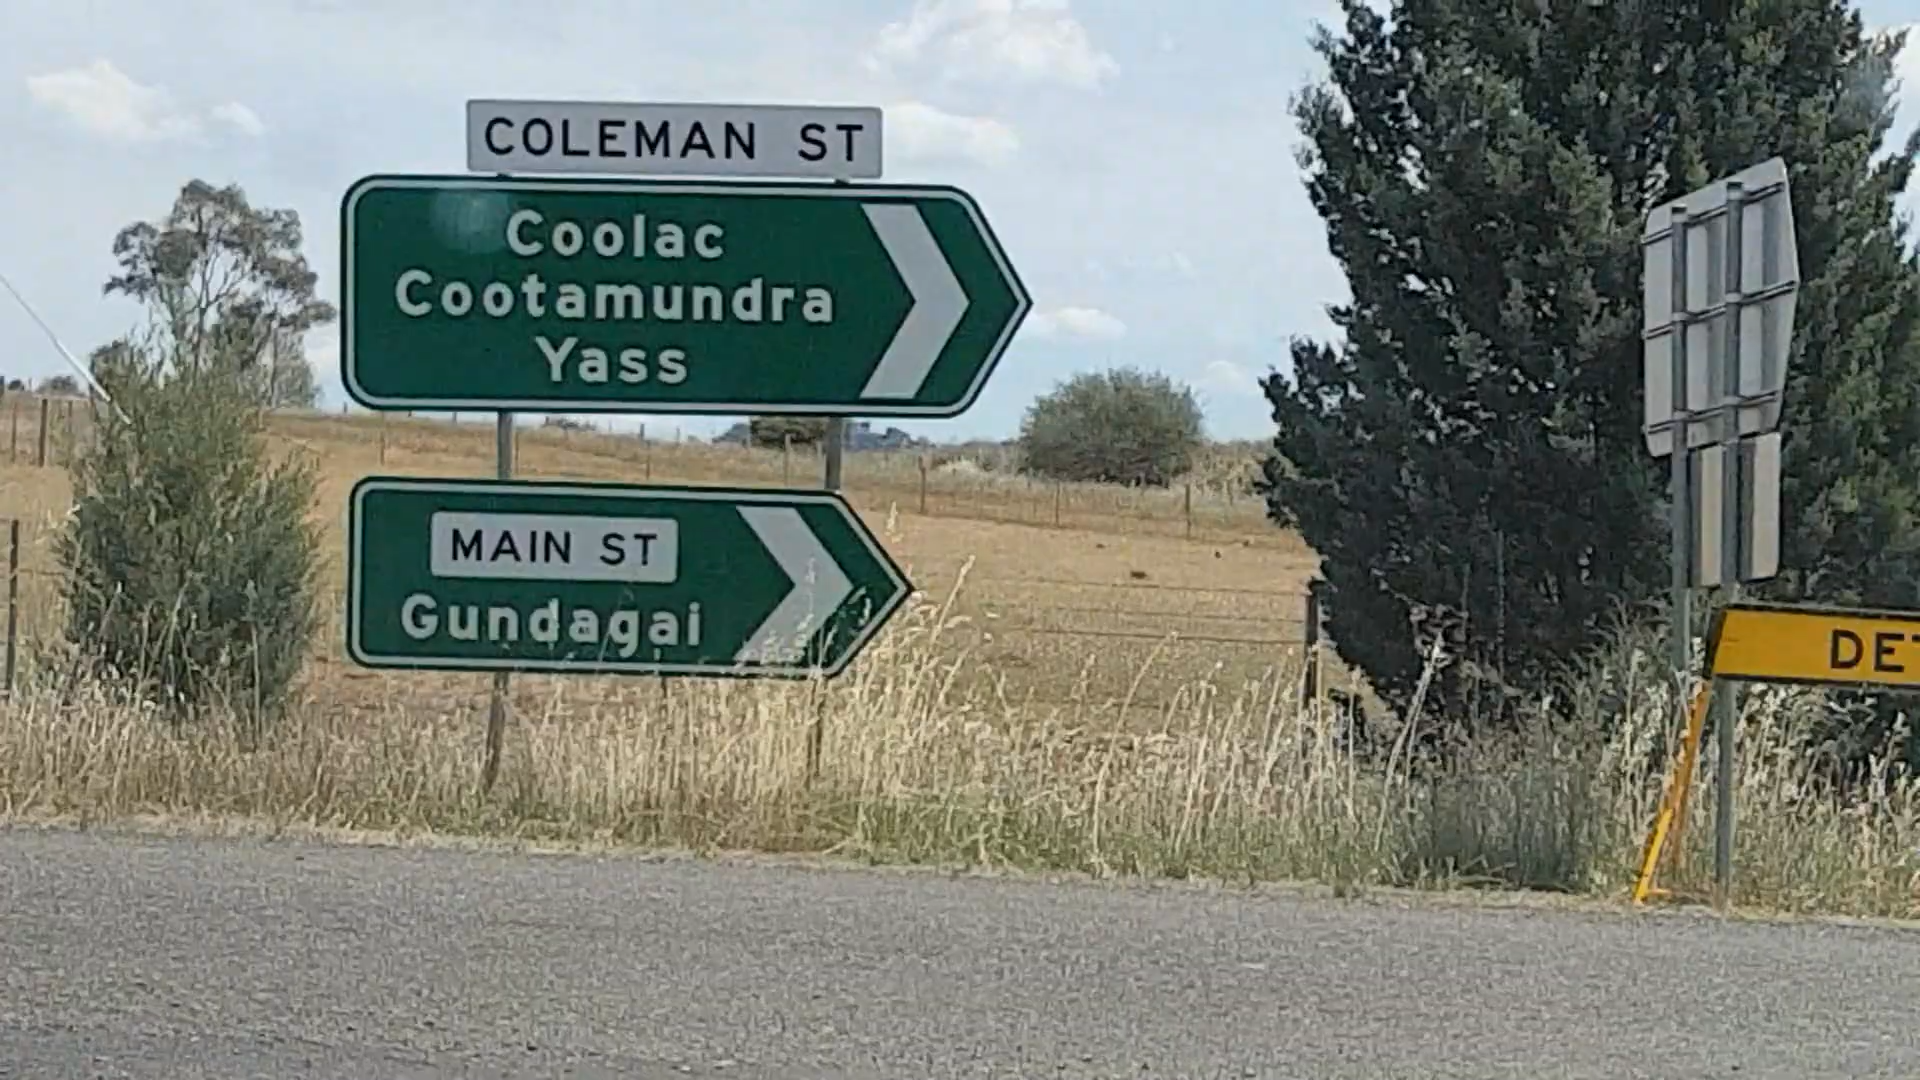 COLEMAN ST
Coolac
Cootamundra
Yass
MAIN ST
Gundagai